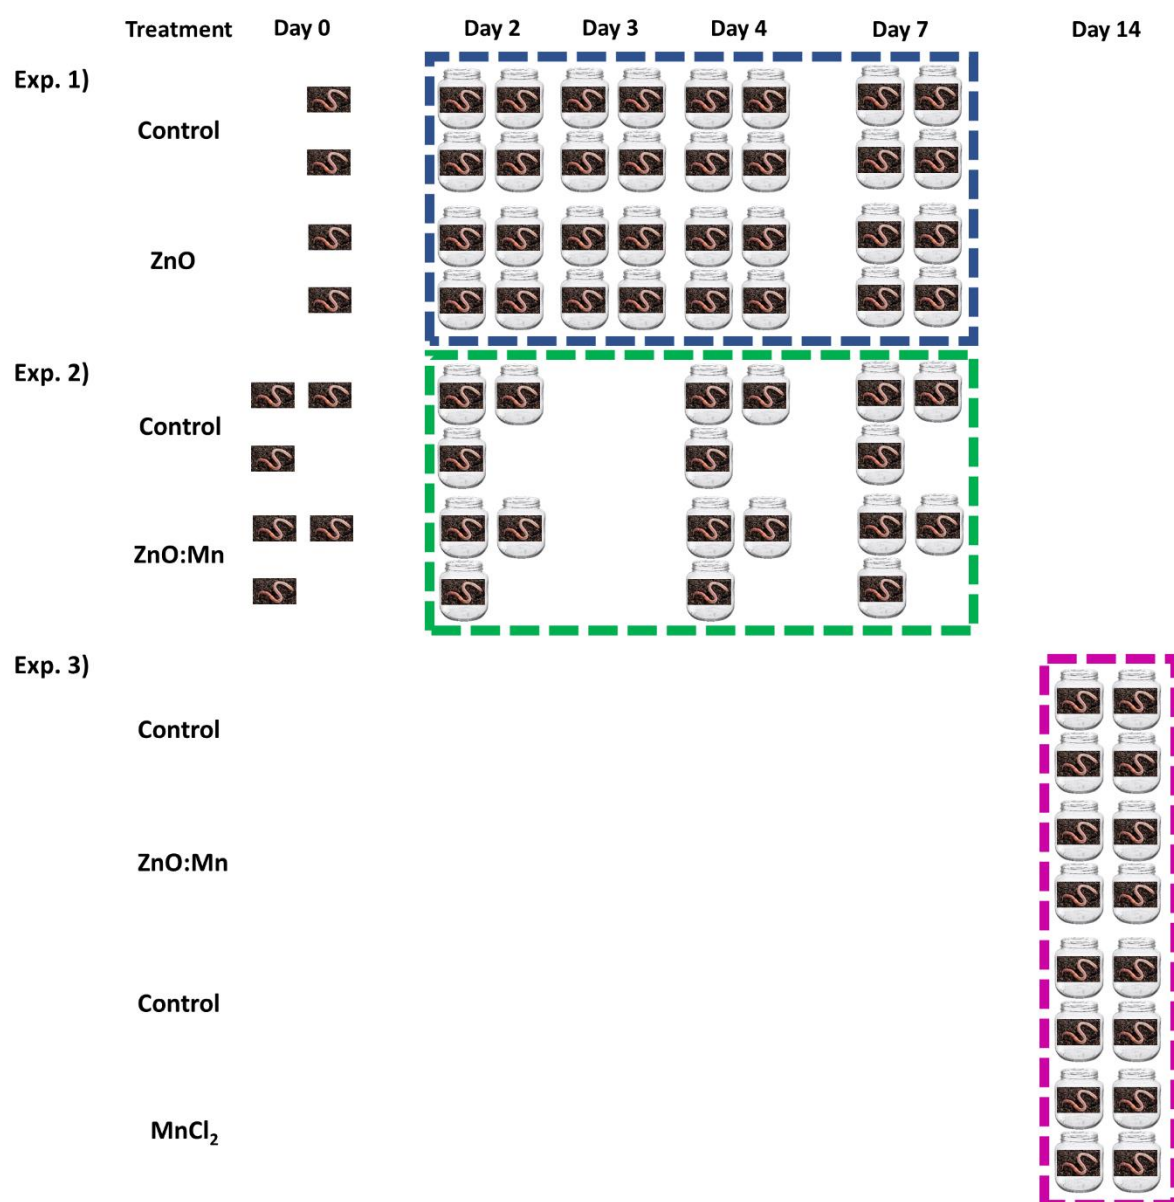 Treatment Day 0 Day 2 Day 3 Day 4 Day 7 Day 14
Exp. 1)
Control
ZnO
Exp. 2)
Control
ZnO:Mn
Exp. 3)
Control
ZnO:Mn
Control
MnCl₂